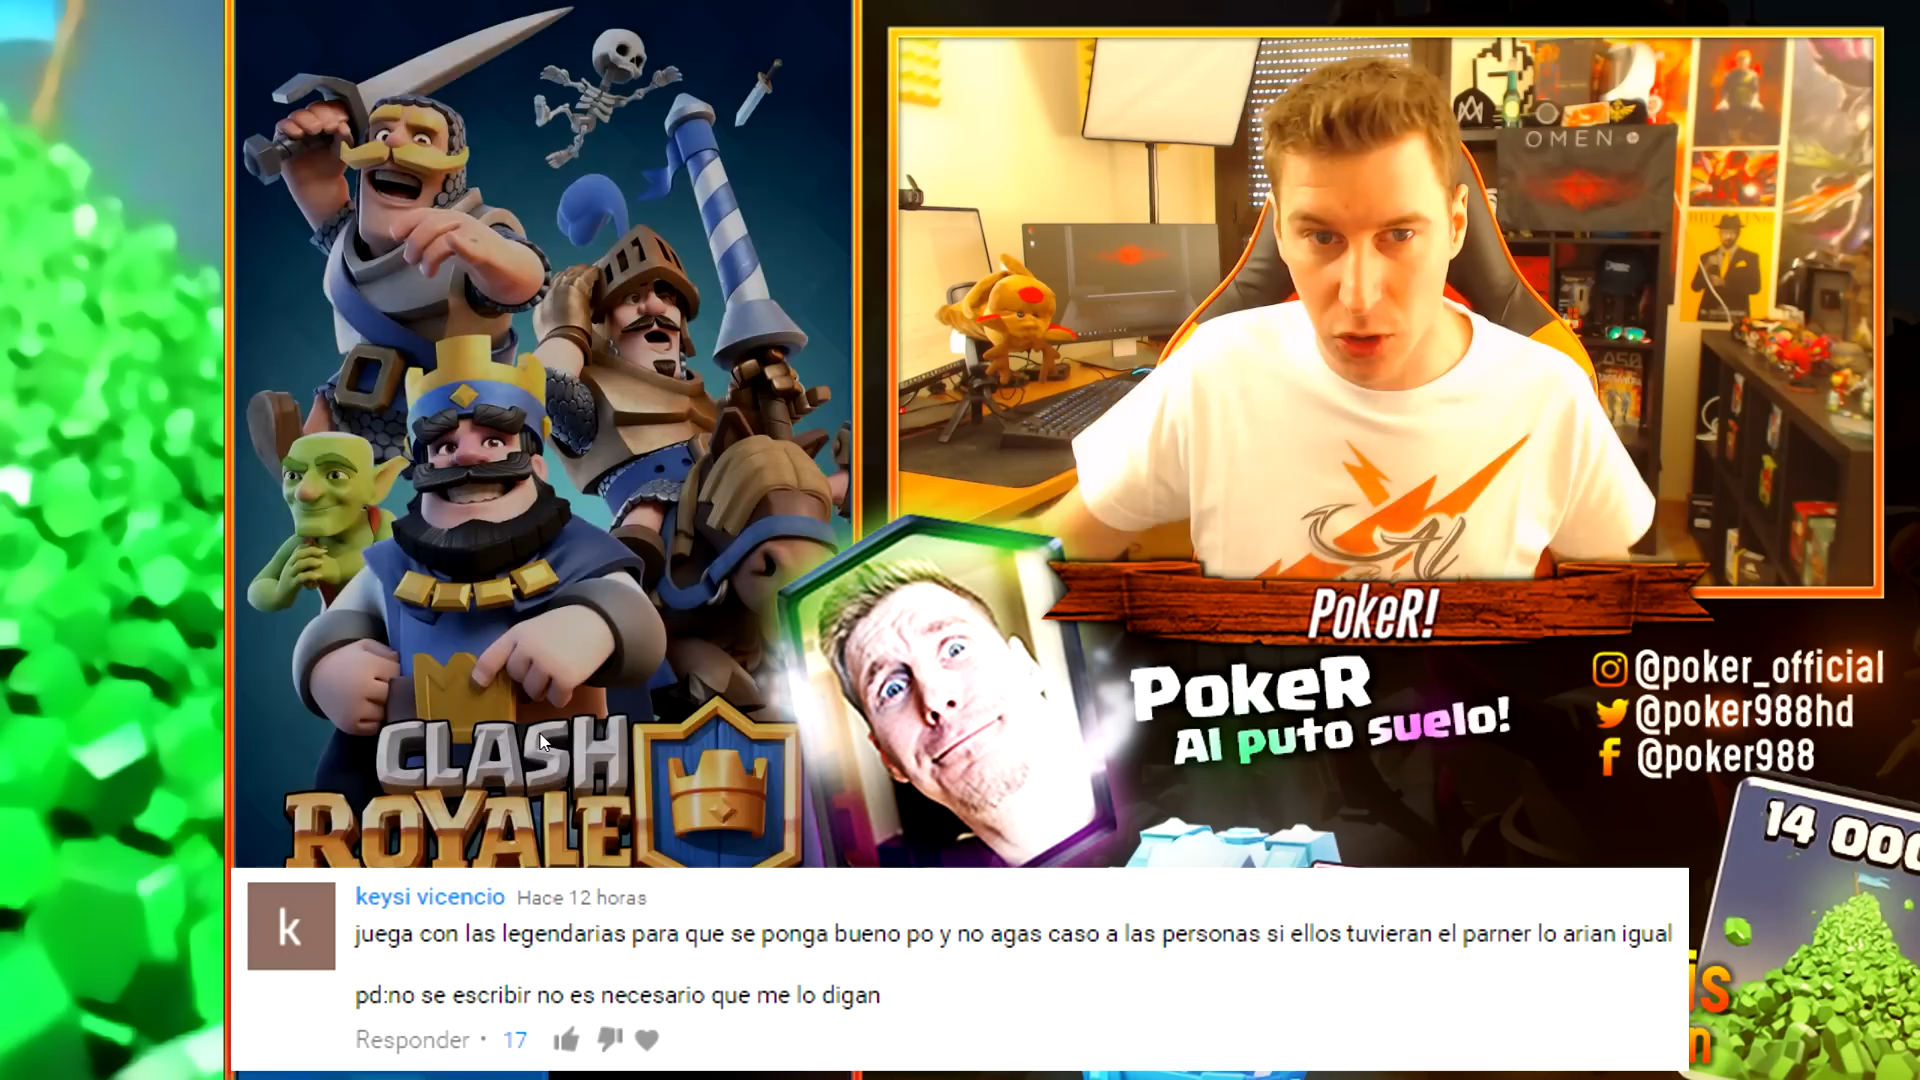 OMEN
PokeR!
PokeR
Al puto suelo!
@poker_official
@poker988hd
@poker988
14 000
CLASH
ROYALE
k
keysi vicencio Hace 12 horas
juega con las legendarias para que se ponga bueno po y no agas caso a las personas si ellos tuvieran el parner lo arian igual
pd:no se escribir no es necesario que me lo digan
Responder · 17